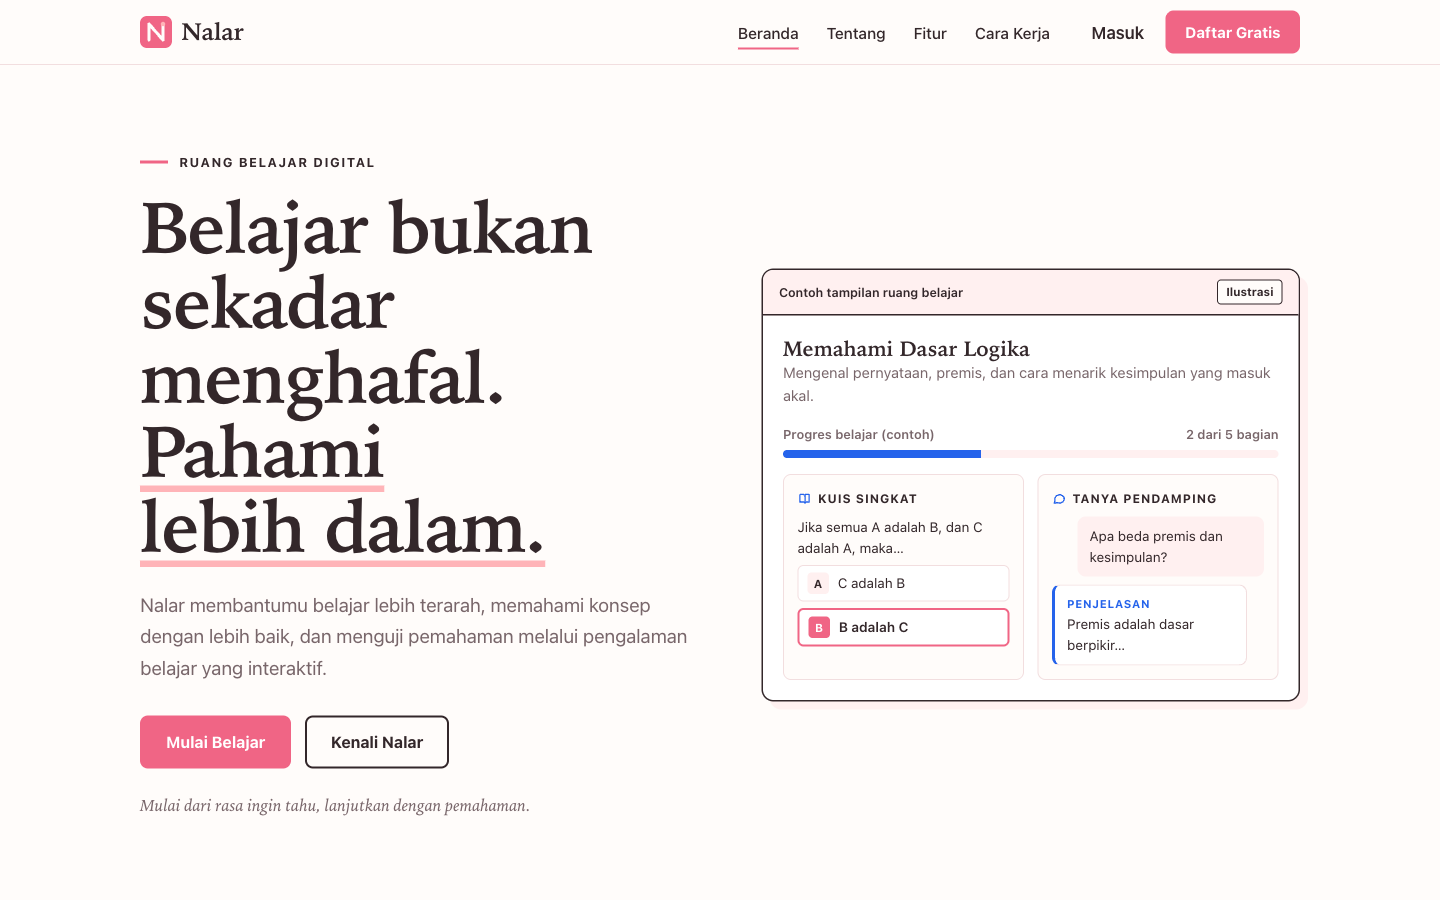 N Nalar
Beranda Tentang Fitur Cara Kerja Masuk Daftar Gratis
RUANG BELAJAR DIGITAL
Belajar bukan
sekadar
menghafal.
Pahami
lebih dalam.
Nalar membantumu belajar lebih terarah, memahami konsep
dengan lebih baik, dan menguji pemahaman melalui pengalaman
belajar yang interaktif.
Mulai Belajar Kenali Nalar
Mulai dari rasa ingin tahu, lanjutkan dengan pemahaman.
Contoh tampilan ruang belajar Ilustrasi
Memahami Dasar Logika
Mengenal pernyataan, premis, dan cara menarik kesimpulan yang masuk
akal.
Progres belajar (contoh) 2 dari 5 bagian
KUIS SINGKAT
Jika semua A adalah B, dan C
adalah A, maka...
A C adalah B
B B adalah C
TANYA PENDAMPING
Apa beda premis dan
kesimpulan?
PENJELASAN
Premis adalah dasar
berpikir...